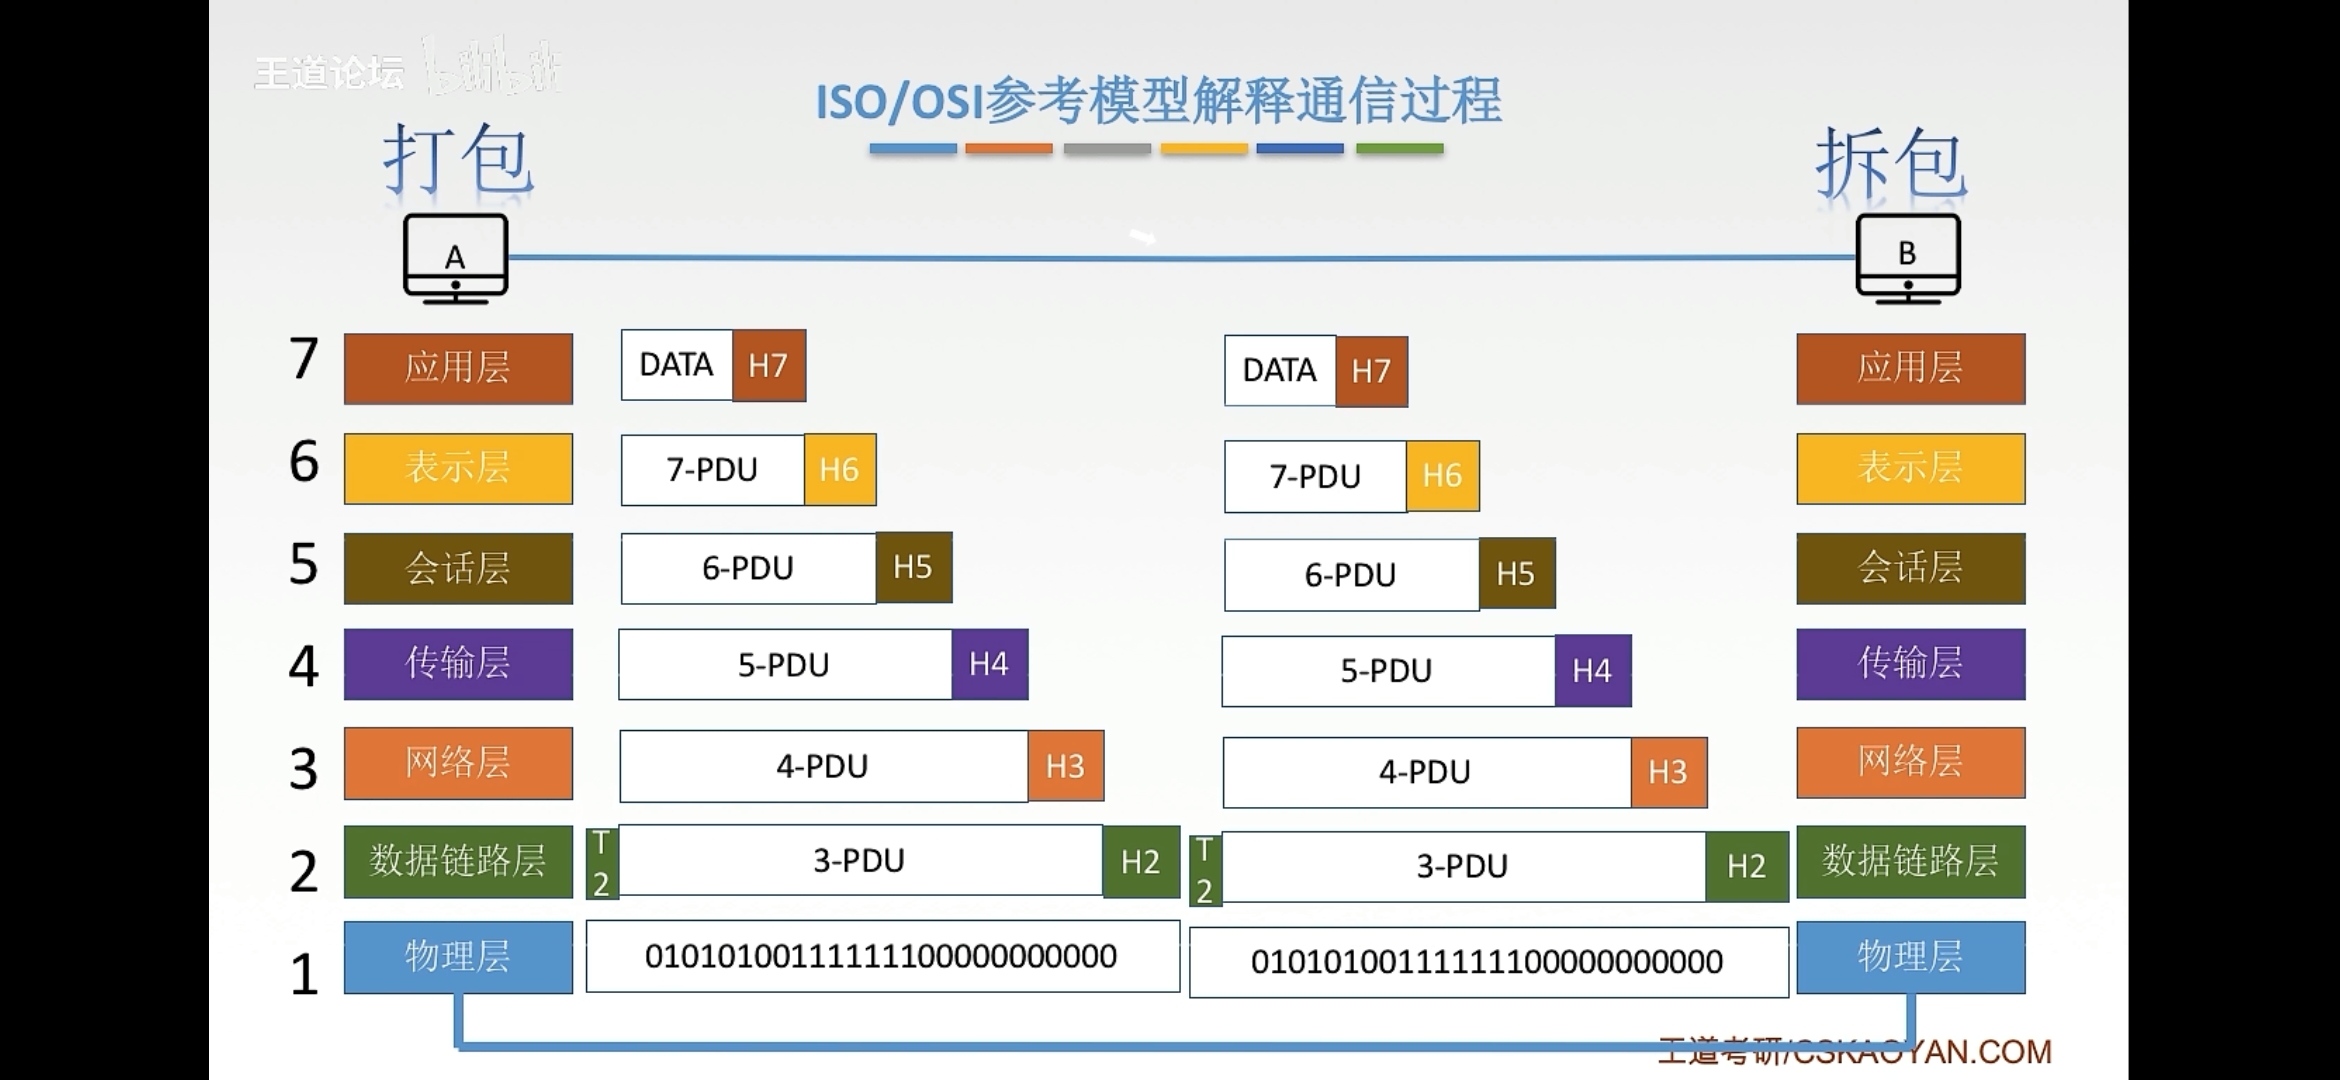 王道论坛 bilibili
ISO/OSI参考模型解释通信过程
打包
拆包
A
B
7 应用层 DATA H7 DATA H7 应用层
6 表示层 7-PDU H6 7-PDU H6 表示层
5 会话层 6-PDU H5 6-PDU H5 会话层
4 传输层 5-PDU H4 5-PDU H4 传输层
3 网络层 4-PDU H3 4-PDU H3 网络层
2 数据链路层 T2 3-PDU H2 T2 3-PDU H2 数据链路层
1 物理层 01010100111111100000000000 01010100111111100000000000 物理层
王道考研/CSKAOYAN.COM